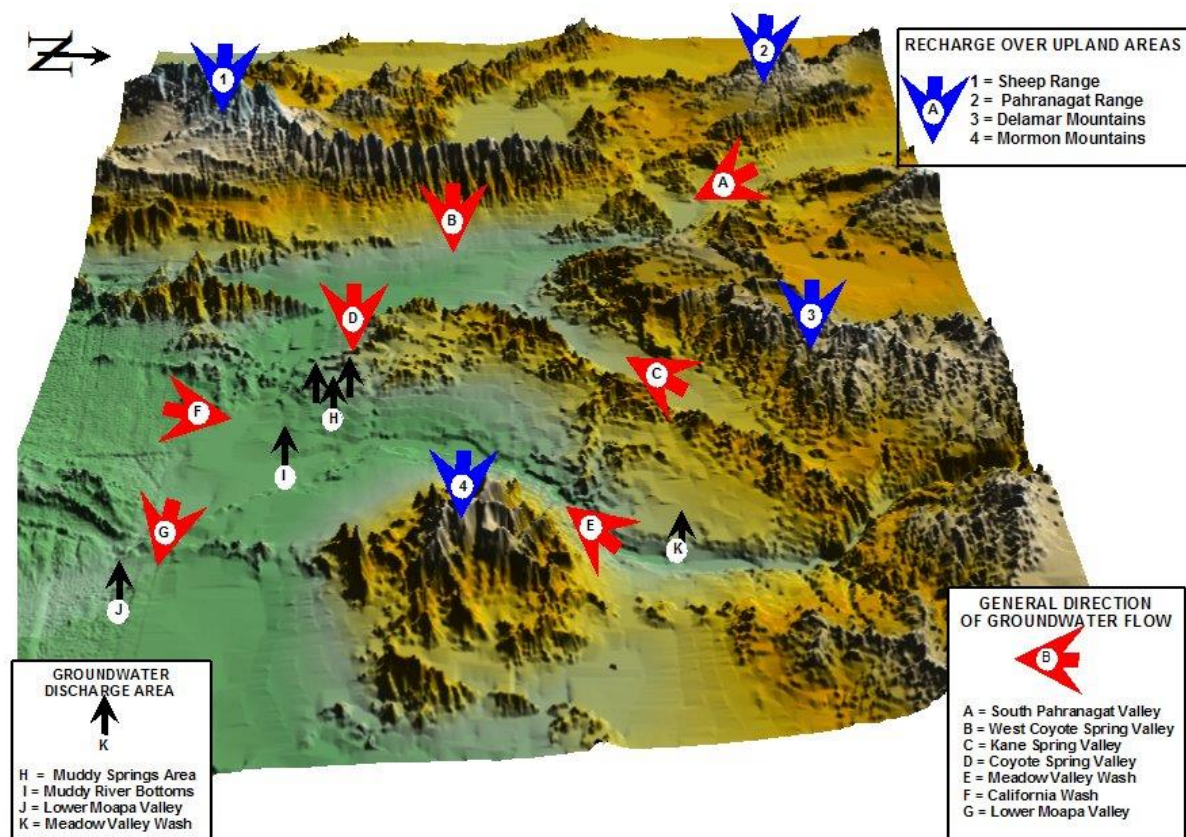 N
1
2
RECHARGE OVER UPLAND AREAS
A
1 = Sheep Range
2 = Pahranagat Range
3 = Delamar Mountains
4 = Mormon Mountains
A
B
D
3
C
F
H
I
4
E
G
K
J
GROUNDWATER
DISCHARGE AREA
K
H = Muddy Springs Area
I = Muddy River Bottoms
J = Lower Moapa Valley
K = Meadow Valley Wash
GENERAL DIRECTION
OF GROUNDWATER FLOW
B
A = South Pahranagat Valley
B = West Coyote Spring Valley
C = Kane Spring Valley
D = Coyote Spring Valley
E = Meadow Valley Wash
F = California Wash
G = Lower Moapa Valley